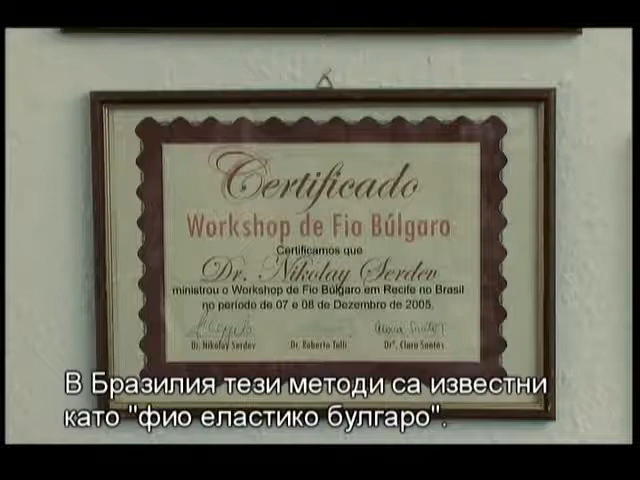 Certificado
Workshop de Fio Búlgaro
Certificamos que
Dr. Nikolay Serdev
ministrou o Workshop de Fio Búlgaro em Recife no Brasil
no período de 07 e 08 de Dezembro de 2005.
Dr. Nikolay Serdev Dr. Roberto Tulli Drª. Clara Santos
В Бразилия тези методи са известни
като "фио еластико булгаро".